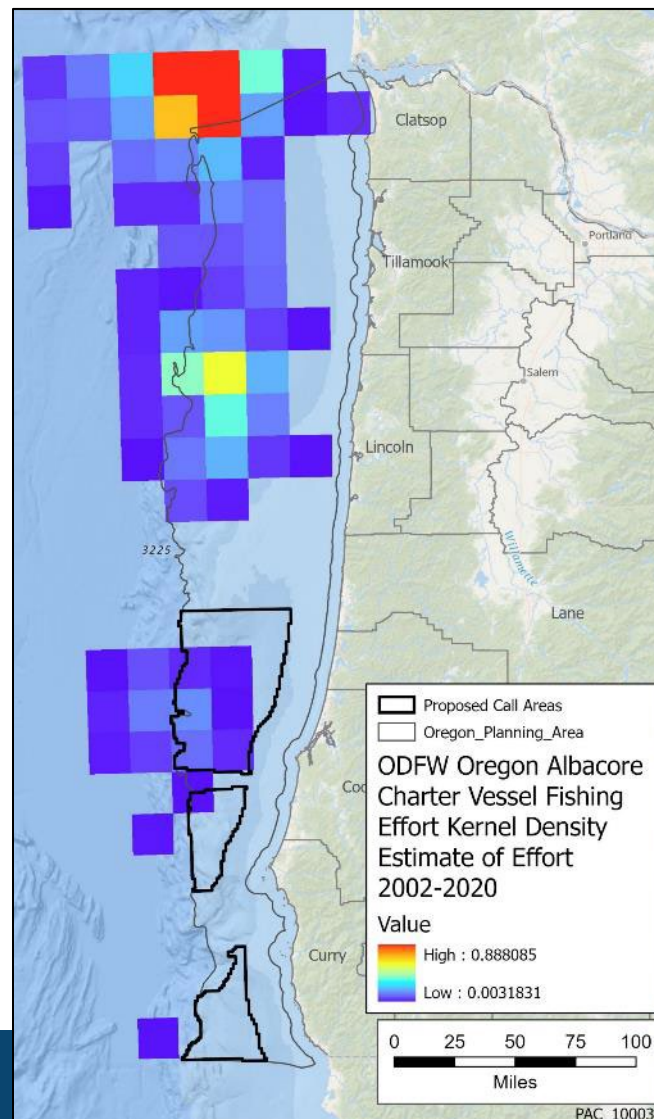 Clatsop
Portland
Tillamook
Salem
Lincoln
3225
Willamette
Lane
Proposed Call Areas
Oregon_Planning_Area
Coo
ODFW Oregon Albacore
Charter Vessel Fishing
Effort Kernel Density
Estimate of Effort
2002-2020
Value
Curry
High : 0.888085
Low : 0.0031831
0 25 50 75 100
Miles
PAC_10003